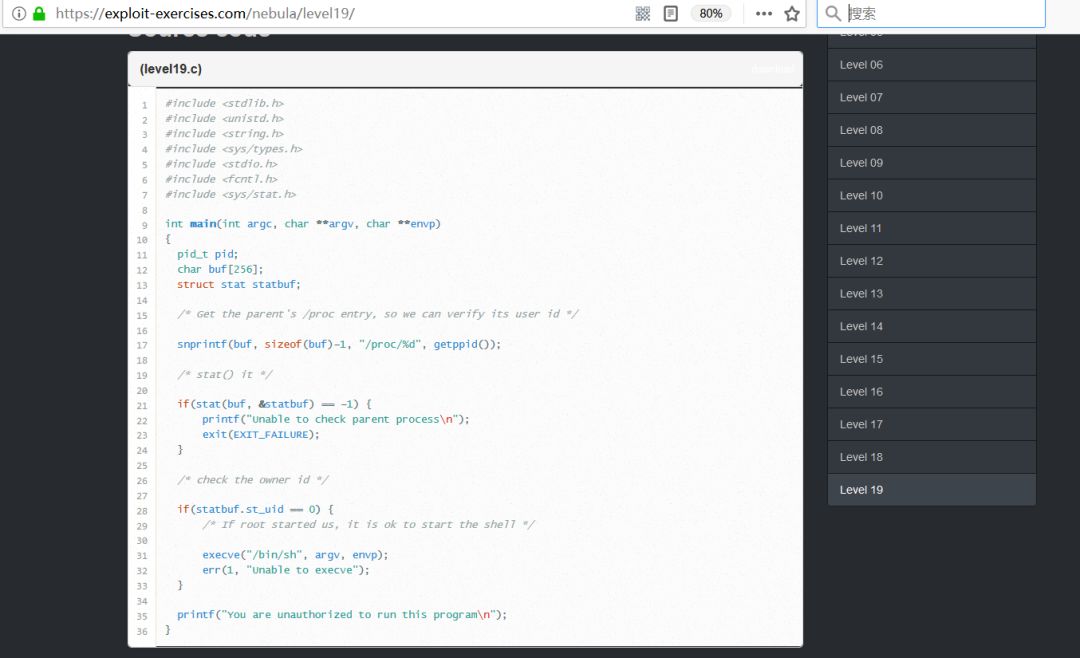 https://exploit-exercises.com/nebula/level19/
80%
搜索
Source code
(level19.c)
download
1 #include <stdlib.h>
2 #include <unistd.h>
3 #include <string.h>
4 #include <sys/types.h>
5 #include <stdio.h>
6 #include <fcntl.h>
7 #include <sys/stat.h>
8
9 int main(int argc, char **argv, char **envp)
10 {
11 pid_t pid;
12 char buf[256];
13 struct stat statbuf;
14
15 /* Get the parent's /proc entry, so we can verify its user id */
16
17 snprintf(buf, sizeof(buf)-1, "/proc/%d", getppid());
18
19 /* stat() it */
20
21 if(stat(buf, &statbuf) == -1) {
22 printf("Unable to check parent process\n");
23 exit(EXIT_FAILURE);
24 }
25
26 /* check the owner id */
27
28 if(statbuf.st_uid == 0) {
29 /* If root started us, it is ok to start the shell */
30
31 execve("/bin/sh", argv, envp);
32 err(1, "Unable to execve");
33 }
34
35 printf("You are unauthorized to run this program\n");
36 }
Level 05
Level 06
Level 07
Level 08
Level 09
Level 10
Level 11
Level 12
Level 13
Level 14
Level 15
Level 16
Level 17
Level 18
Level 19